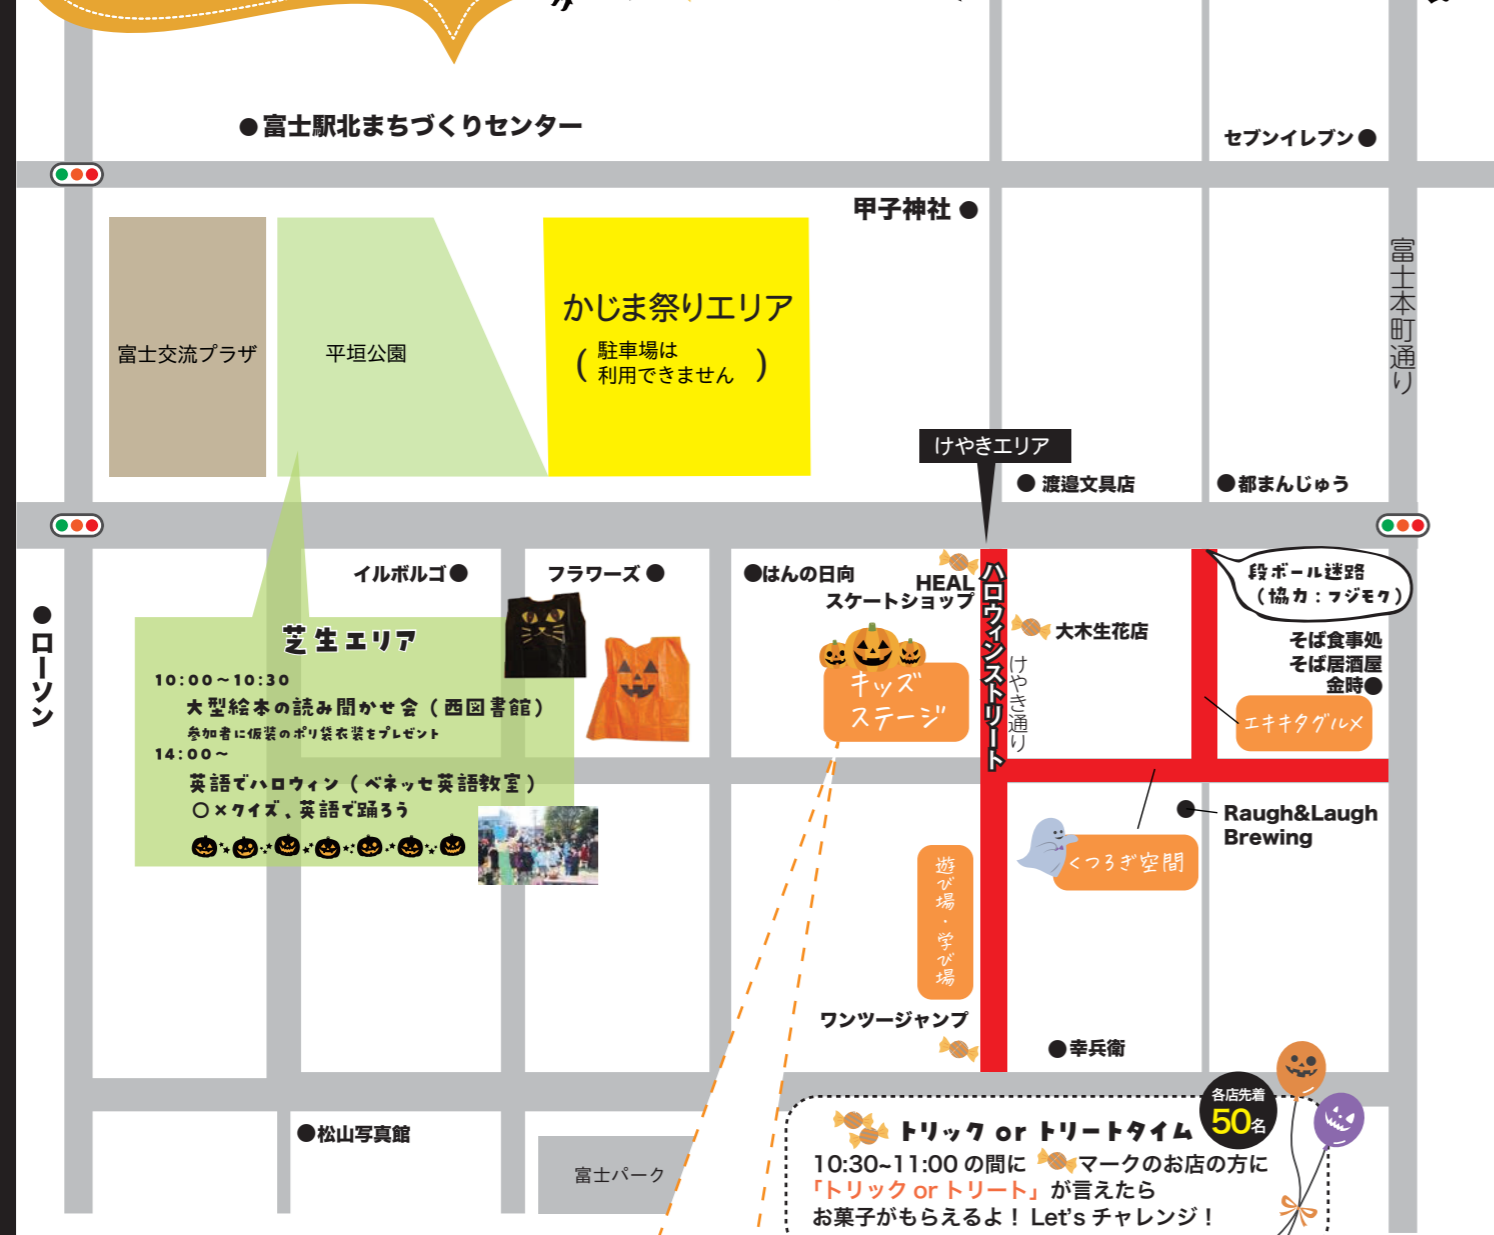 富士駅北まちづくりセンター
セブンイレブン
甲子神社
富士本町通り
富士交流プラザ
平垣公園
かじま祭りエリア
( 駐車場は
利用できません )
けやきエリア
渡邉文具店
都まんじゅう
イルボルゴ
フラワーズ
はんの日向
HEAL
スケートショップ
ハロウィンストリート
けやき通り
大木生花店
段ボール迷路
(協力:フジモク)
そば食事処
そば居酒屋
金時
エキキタグルメ
キッズ
ステージ
ローソン
芝生エリア
10:00~10:30
大型絵本の読み聞かせ会(西図書館)
参加者に仮装のポリ袋衣装をプレゼント
14:00~
英語でハロウィン(ベネッセ英語教室)
○×クイズ、英語で踊ろう
Raugh&Laugh
Brewing
くつろぎ空間
遊び場・学び場
ワンツージャンプ
幸兵衛
松山写真館
富士パーク
各店先着
50名
トリック or トリートタイム
10:30~11:00 の間に マークのお店の方に
「トリック or トリート」が言えたら
お菓子がもらえるよ! Let's チャレンジ!